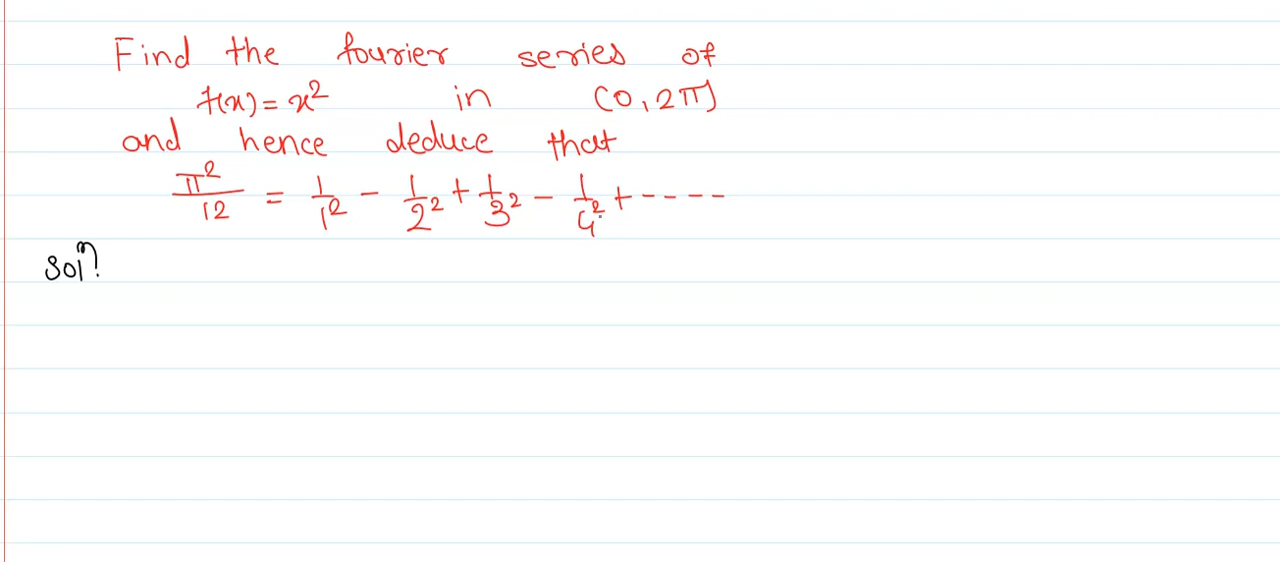 Find the fourier series of
f(x) = x² in (0, 2π)
and hence deduce that
π²/12 = 1/1² - 1/2² + 1/3² - 1/4² + ----
Solⁿ.